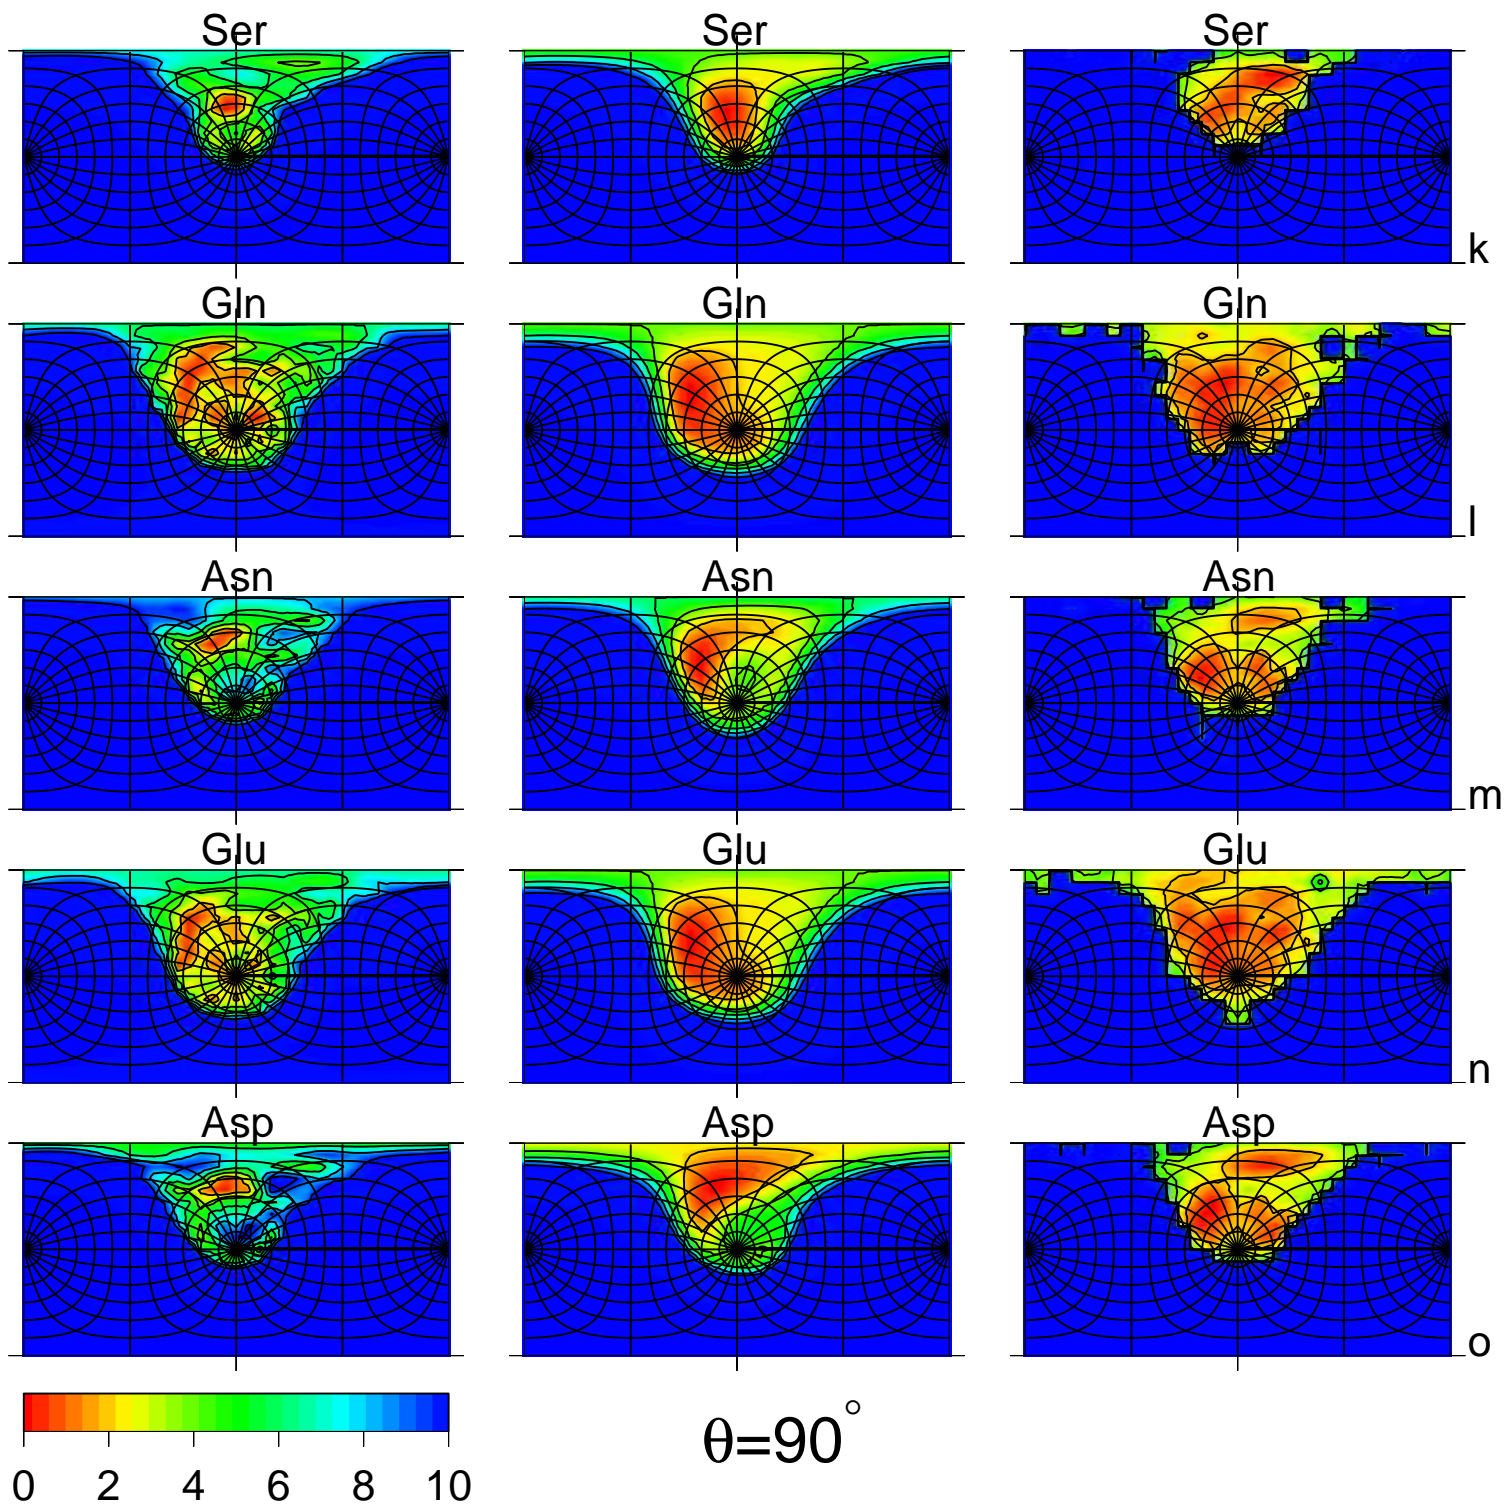 Ser Ser Ser
k
Gln Gln Gln
l
Asn Asn Asn
m
Glu Glu Glu
n
Asp Asp Asp
o
0 2 4 6 8 10
θ=90°